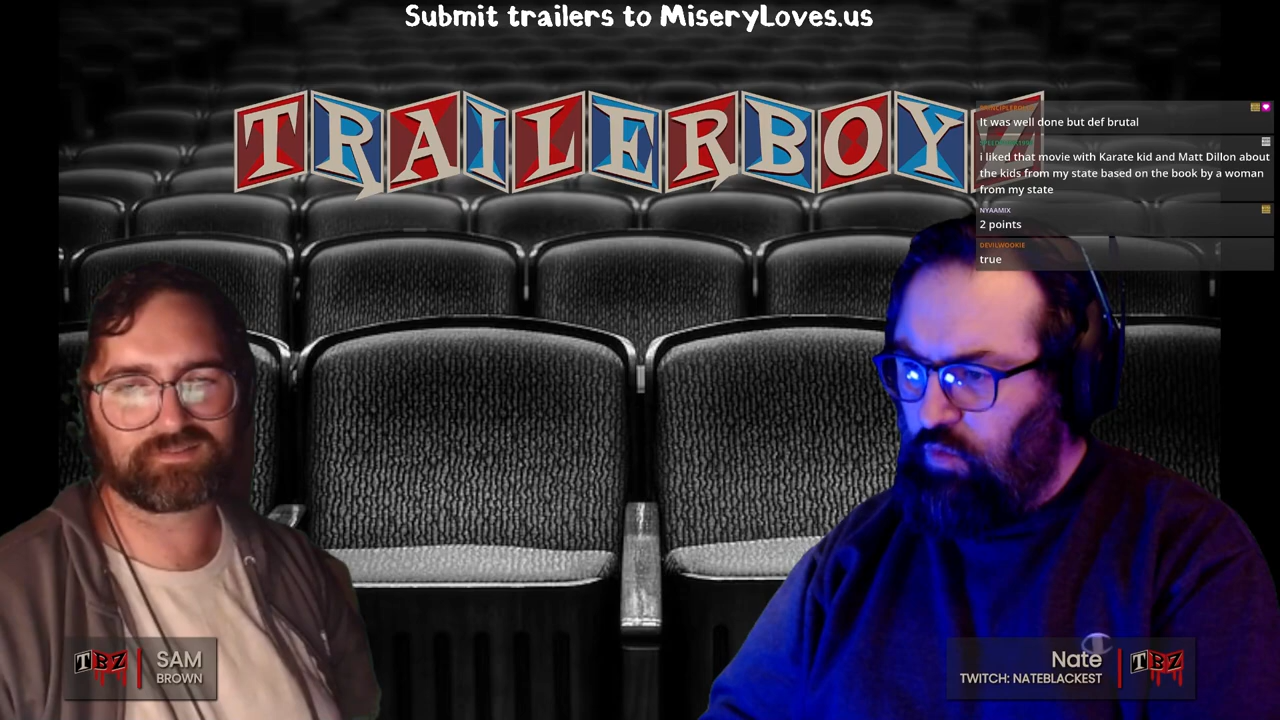 Submit trailers to MiseryLoves.us
TRAILERBOYZ
It was well done but def brutal
i liked that movie with Karate kid and Matt Dillon about
the kids from my state based on the book by a woman
from my state
NYAAMIX
2 points
DEVILWOOKIE
true
TBZ
SAM
BROWN
Nate
TWITCH: NATEBLACKEST
TBZ